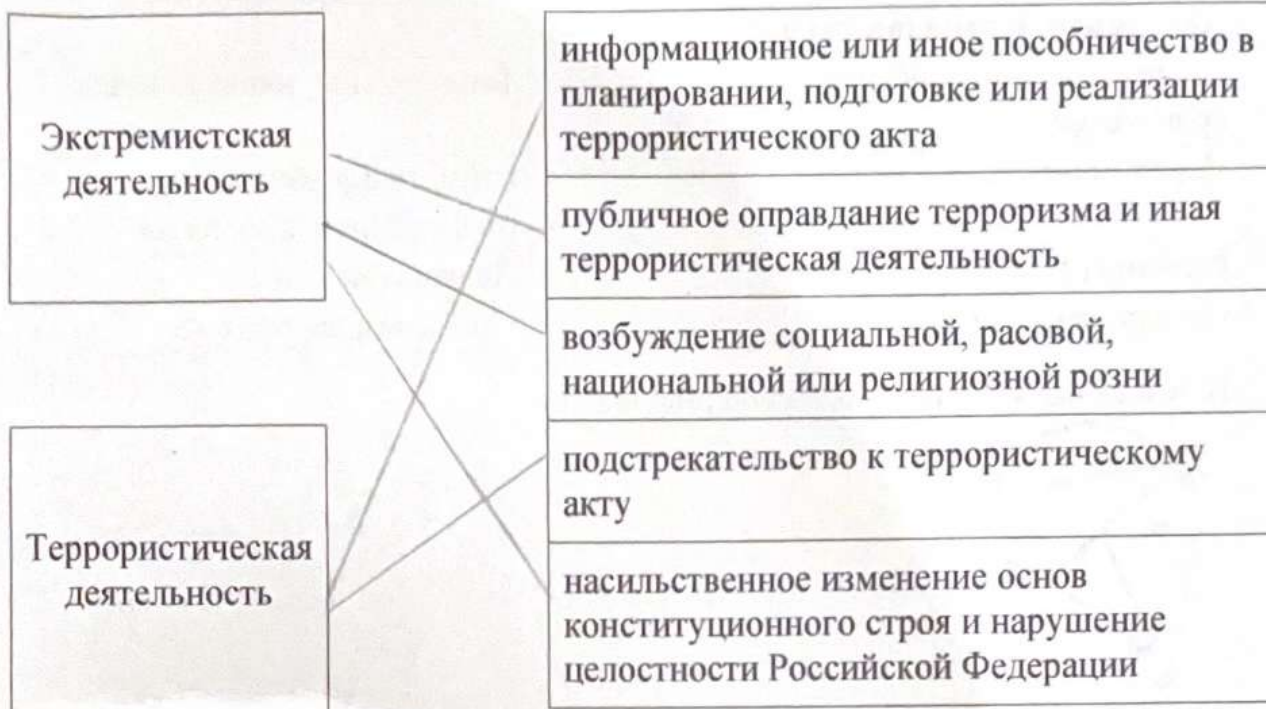 Экстремистская
деятельность
Террористическая
деятельность
информационное или иное пособничество в
планировании, подготовке или реализации
террористического акта
публичное оправдание терроризма и иная
террористическая деятельность
возбуждение социальной, расовой,
национальной или религиозной розни
подстрекательство к террористическому
акту
насильственное изменение основ
конституционного строя и нарушение
целостности Российской Федерации